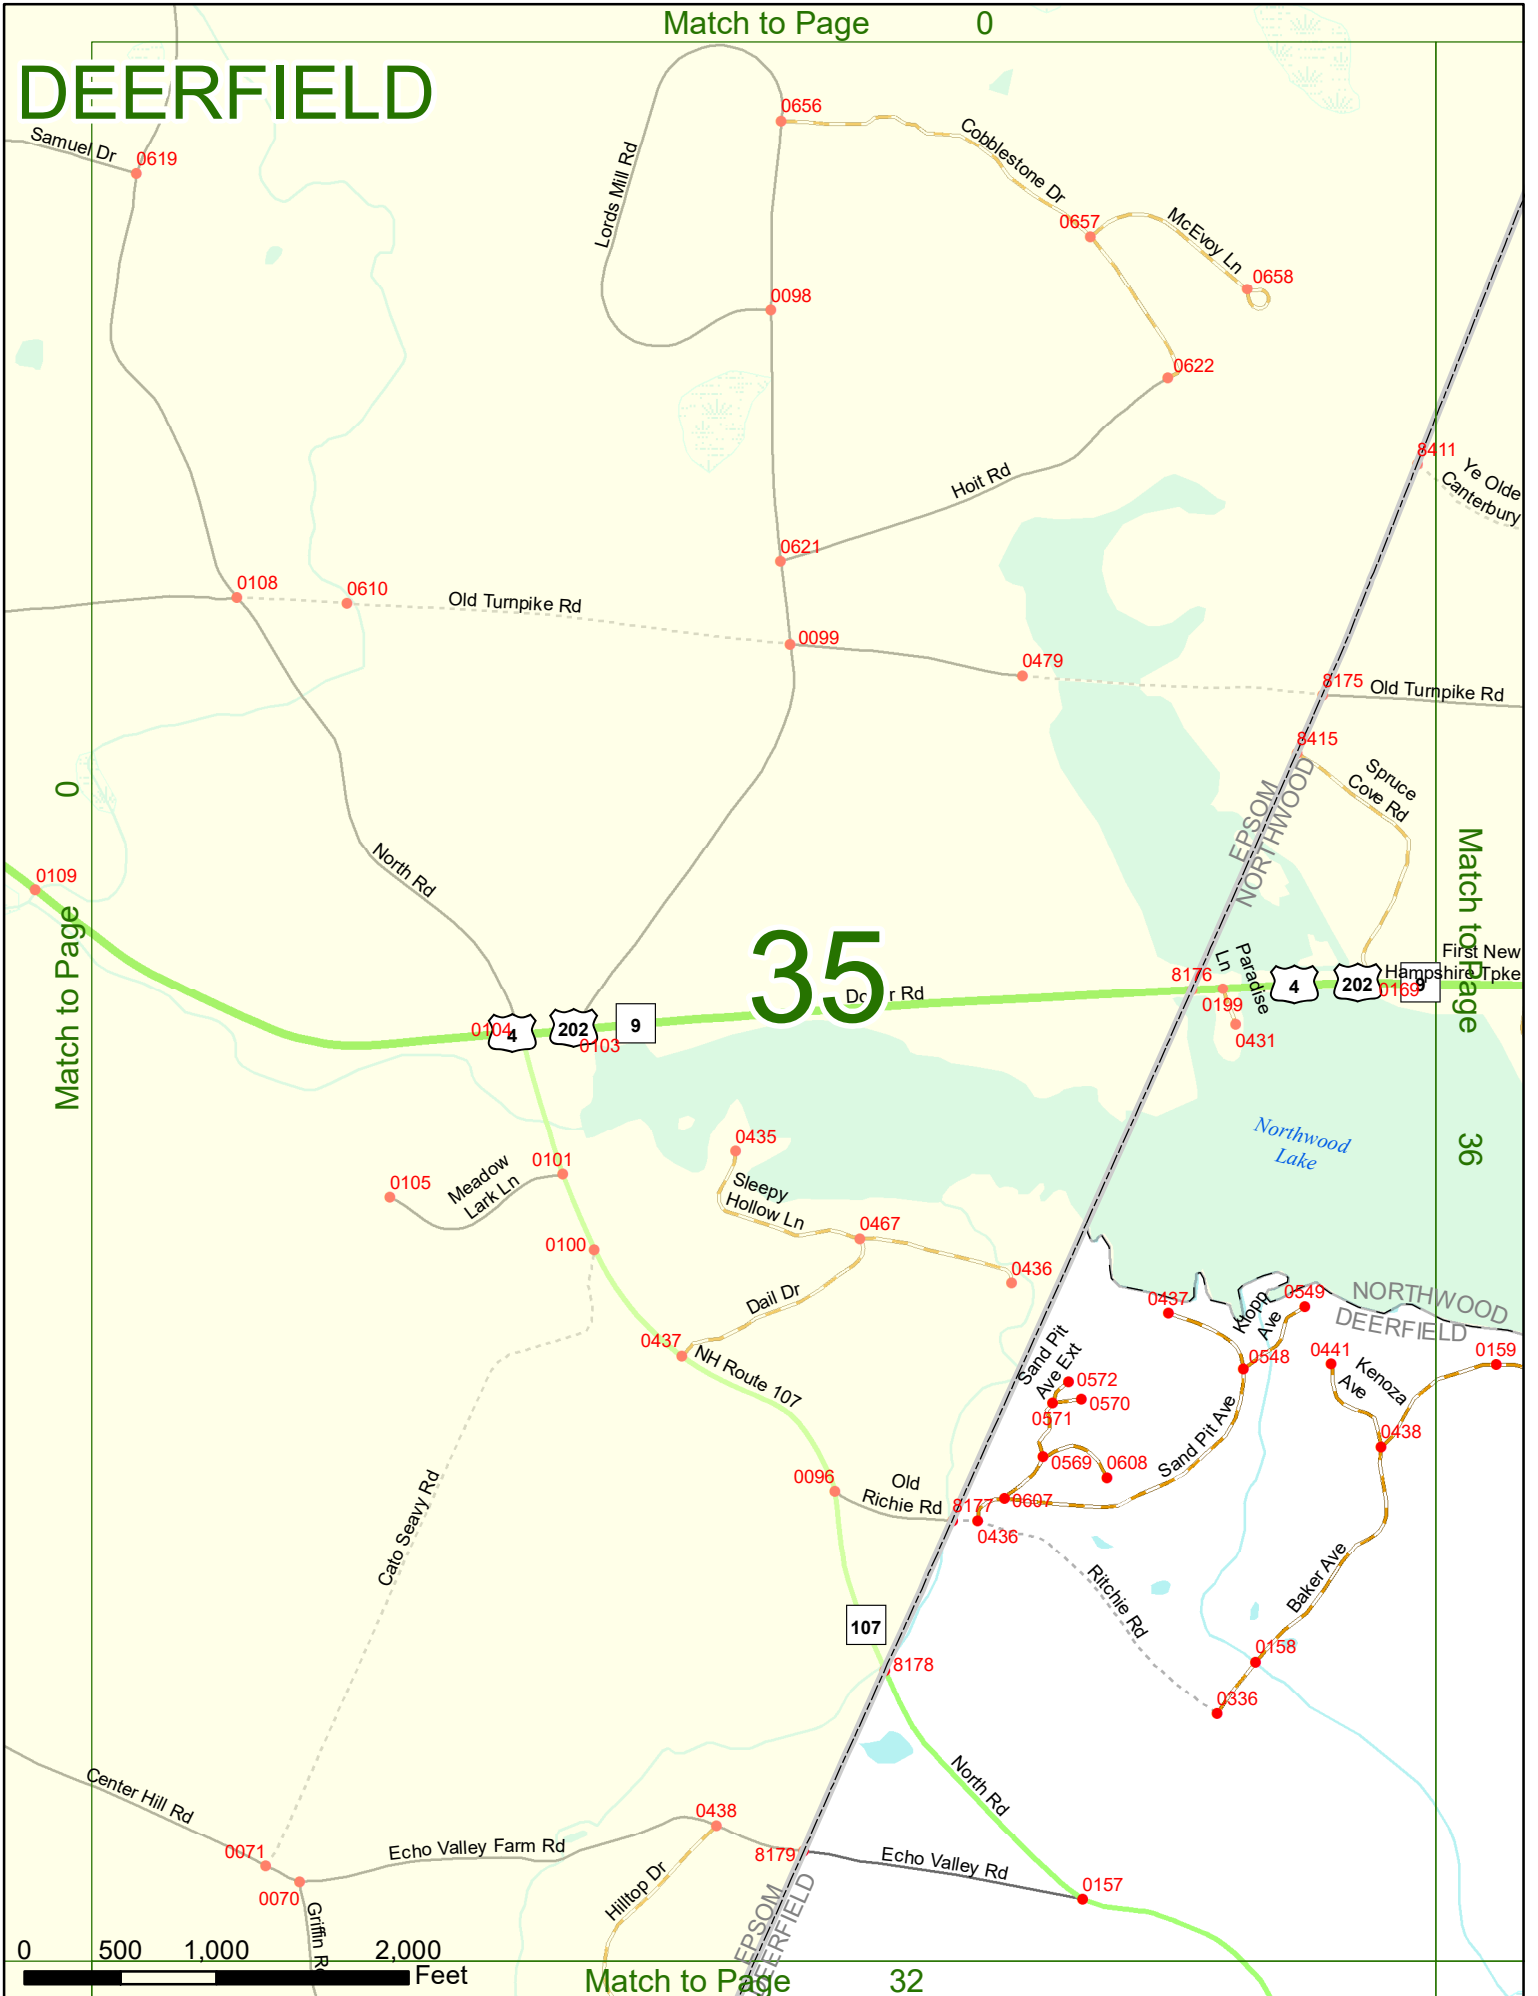 Match to Page 0
DEERFIELD
0656
Samuel Dr
0619
Cobblestone Dr
Lords Mill Rd
0657
McEvoy Ln
0658
0098
0622
8411
Ye Olde
Canterbury
Hoit Rd
0621
0108
0610
Old Turnpike Rd
0099
0479
8175
Old Turnpike Rd
8415
Spruce
Cove Rd
EPSOM
NORTHWOOD
Match to Page 0
North Rd
0109
35
Match to Page 36
First New
Hampshire Tpke
8176
Paradise
Ln
4
202
9
0169
0199
0431
Rd
0104
4
202
9
0103
Northwood
Lake
0435
0101
Meadow
Lark Ln
0105
Sleepy
Hollow Ln
0467
0100
0436
Dail Dr
NORTHWOOD
DEERFIELD
0437
Klopp
Ave
0549
0437
NH Route 107
Sand Pit
Ave Ext
0572
0570
0571
0548
0441
Kenoza
Ave
0159
0438
Sand Pit Ave
0569
0608
0096
Old
Richie Rd
8177
0607
0436
Cato Seavy Rd
Ritchie Rd
Baker Ave
107
0158
8178
0336
North Rd
Center Hill Rd
0438
Echo Valley Farm Rd
0071
8179
Echo Valley Rd
0157
0070
Hilltop Dr
Griffin Rd
EPSOM
DEERFIELD
0 500 1,000 2,000
Feet
Match to Page 32